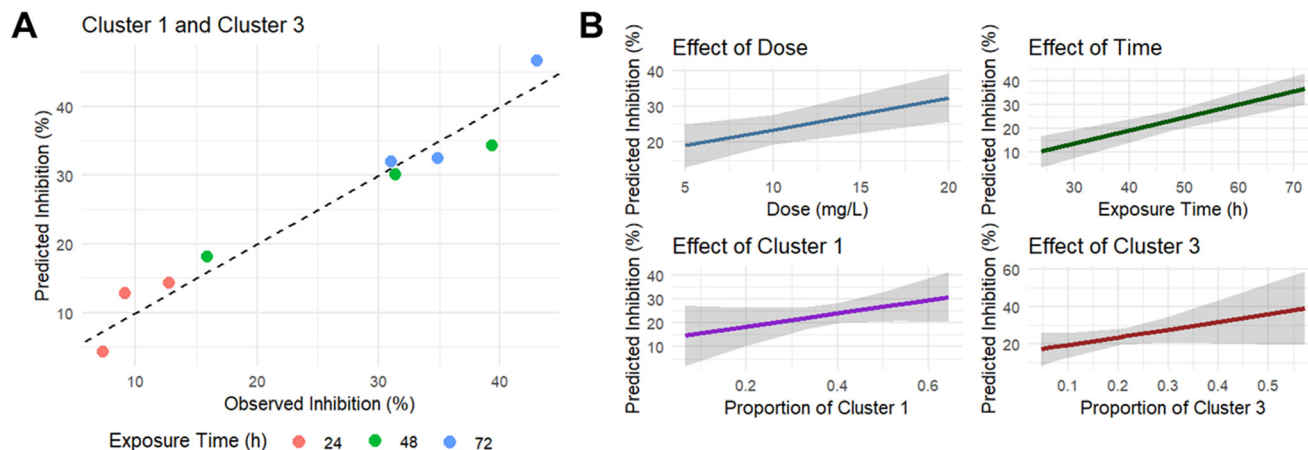 A
Cluster 1 and Cluster 3
Predicted Inhibition (%)
40
30
20
10
10 20 30 40
Observed Inhibition (%)
Exposure Time (h) 24 48 72
B
Effect of Dose
Predicted Inhibition (%)
40
30
20
5 10 15 20
Dose (mg/L)
Effect of Time
Predicted Inhibition (%)
40
30
20
10
30 40 50 60 70
Exposure Time (h)
Effect of Cluster 1
Predicted Inhibition (%)
40
30
20
10
0.2 0.4 0.6
Proportion of Cluster 1
Effect of Cluster 3
Predicted Inhibition (%)
60
40
20
0.1 0.2 0.3 0.4 0.5
Proportion of Cluster 3